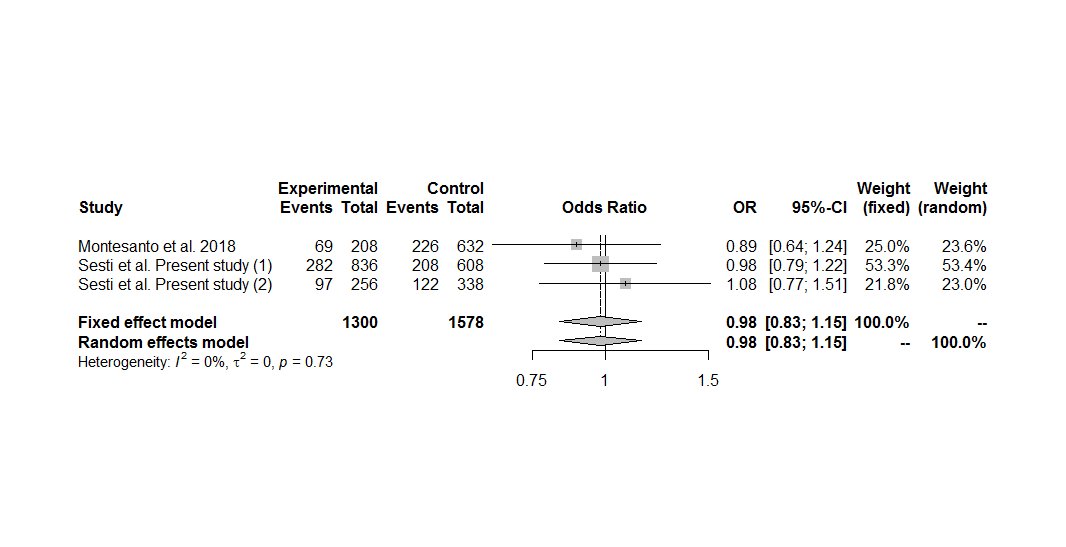 Experimental Control Weight Weight
Study Events Total Events Total Odds Ratio OR 95%-CI (fixed) (random)
Montesanto et al. 2018 69 208 226 632 0.89 [0.64; 1.24] 25.0% 23.6%
Sesti et al. Present study (1) 282 836 208 608 0.98 [0.79; 1.22] 53.3% 53.4%
Sesti et al. Present study (2) 97 256 122 338 1.08 [0.77; 1.51] 21.8% 23.0%
Fixed effect model 1300 1578 0.98 [0.83; 1.15] 100.0% --
Random effects model 0.98 [0.83; 1.15] -- 100.0%
Heterogeneity: I² = 0%, τ² = 0, p = 0.73
0.75 1 1.5